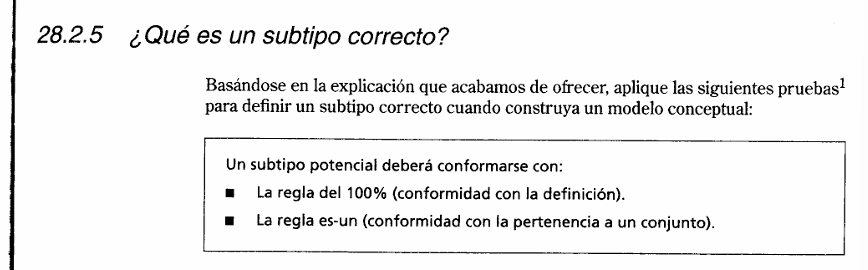 28.2.5 ¿Qué es un subtipo correcto?
Basándose en la explicación que acabamos de ofrecer, aplique las siguientes pruebas¹
para definir un subtipo correcto cuando construya un modelo conceptual:
Un subtipo potencial deberá conformarse con:
■ La regla del 100% (conformidad con la definición).
■ La regla es-un (conformidad con la pertenencia a un conjunto).